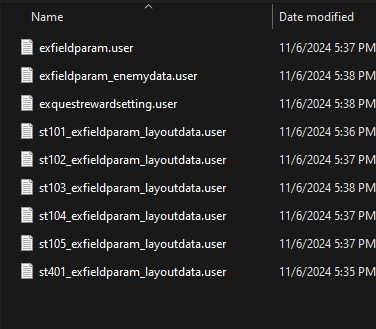 Name Date modified
exfieldparam.user 11/6/2024 5:37 PM
exfieldparam_enemydata.user 11/6/2024 5:38 PM
exquestrewardsetting.user 11/6/2024 5:38 PM
st101_exfieldparam_layoutdata.user 11/6/2024 5:36 PM
st102_exfieldparam_layoutdata.user 11/6/2024 5:37 PM
st103_exfieldparam_layoutdata.user 11/6/2024 5:38 PM
st104_exfieldparam_layoutdata.user 11/6/2024 5:37 PM
st105_exfieldparam_layoutdata.user 11/6/2024 5:37 PM
st401_exfieldparam_layoutdata.user 11/6/2024 5:35 PM